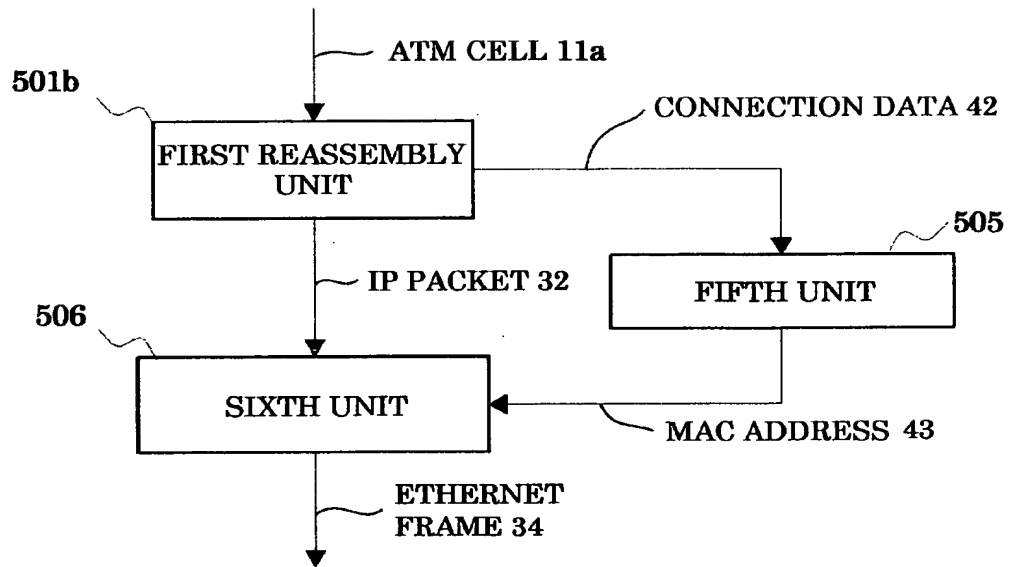 ATM CELL 11a
501b
CONNECTION DATA 42
FIRST REASSEMBLY
UNIT
505
IP PACKET 32
FIFTH UNIT
506
SIXTH UNIT
MAC ADDRESS 43
ETHERNET
FRAME 34